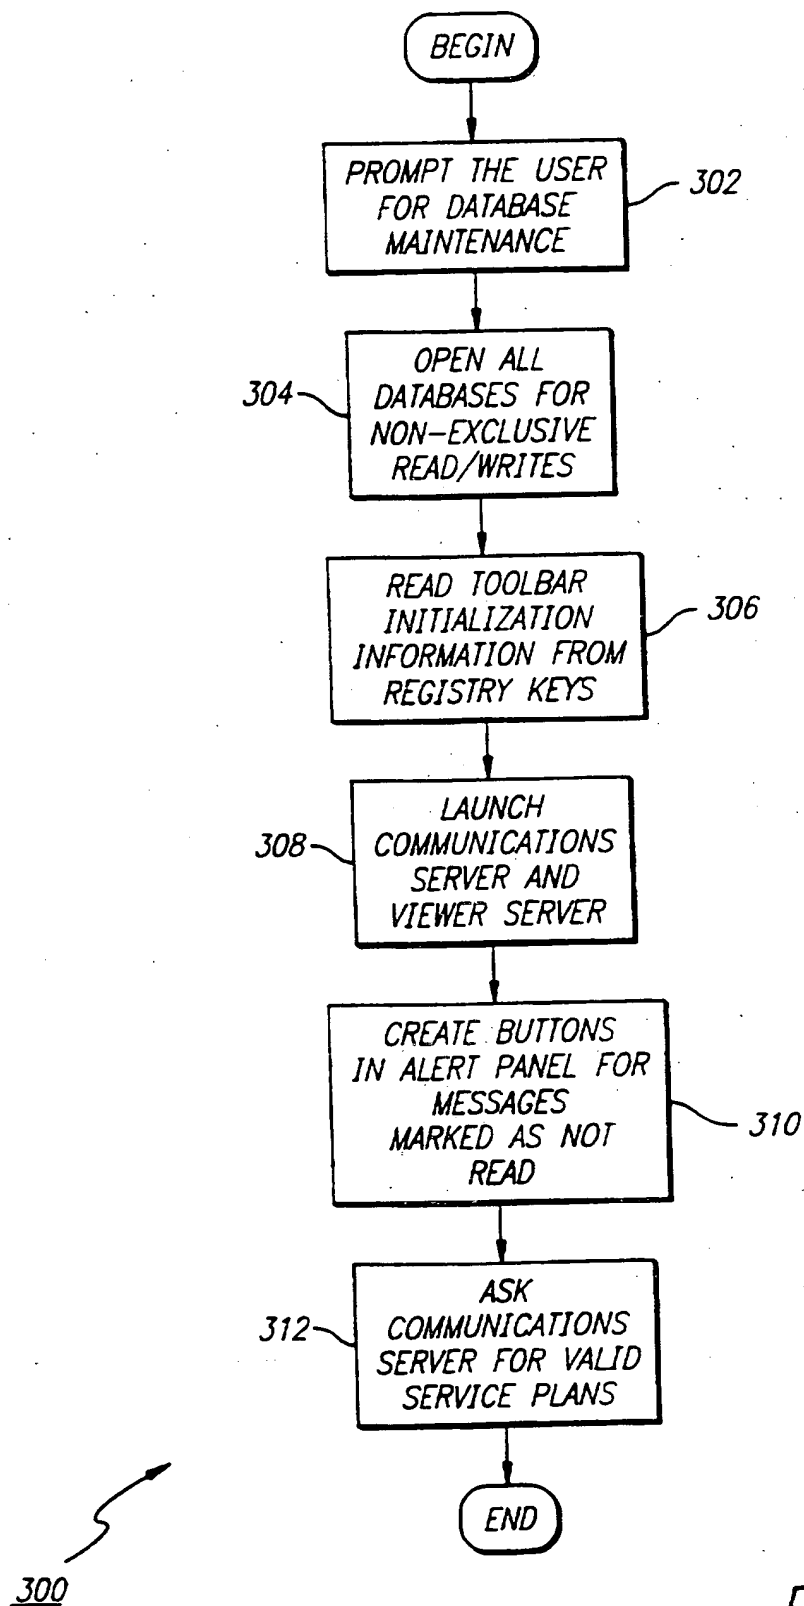 BEGIN
PROMPT THE USER
FOR DATABASE
MAINTENANCE
302
OPEN ALL
DATABASES FOR
NON-EXCLUSIVE
READ/WRITES
304
READ TOOLBAR
INITIALIZATION
INFORMATION FROM
REGISTRY KEYS
306
LAUNCH
COMMUNICATIONS
SERVER AND
VIEWER SERVER
308
CREATE BUTTONS
IN ALERT PANEL FOR
MESSAGES
MARKED AS NOT
READ
310
ASK
COMMUNICATIONS
SERVER FOR VALID
SERVICE PLANS
312
END
300